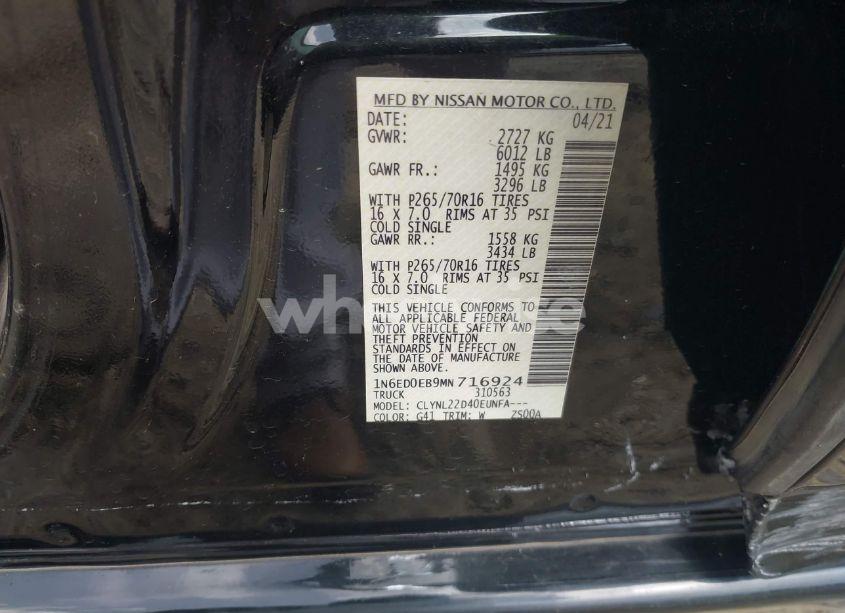 MFD BY NISSAN MOTOR CO., LTD.
DATE: 04/21
GVWR: 2727 KG
6012 LB
GAWR FR.: 1495 KG
3296 LB
WITH P265/70R16 TIRES
16 X 7.0 RIMS AT 35 PSI
COLD SINGLE
GAWR RR.: 1558 KG
3434 LB
WITH P265/70R16 TIRES
16 X 7.0 RIMS AT 35 PSI
COLD SINGLE
THIS VEHICLE CONFORMS TO
ALL APPLICABLE FEDERAL
MOTOR VEHICLE SAFETY AND
THEFT PREVENTION
STANDARDS IN EFFECT ON
THE DATE OF MANUFACTURE
SHOWN ABOVE.
1N6ED0EB9MN716924
TRUCK 310563
MODEL: CLYNL22D40EUNFA---
COLOR: G41 TRIM: W ZS00A